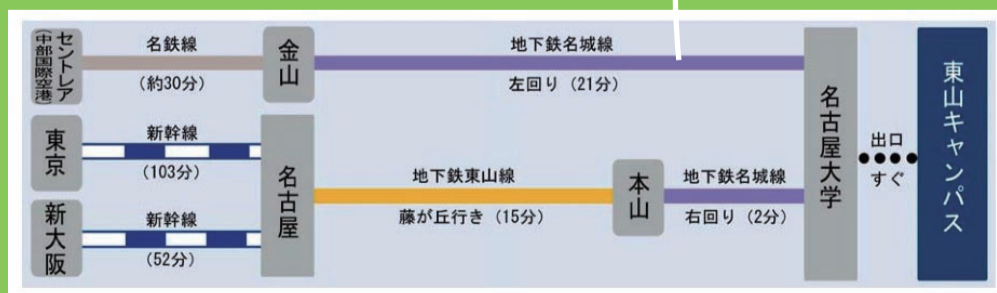 セントレア
(中部国際空港)
名鉄線
(約30分)
金山
地下鉄名城線
左回り (21分)
東京
新幹線
(103分)
新大阪
新幹線
(52分)
名古屋
地下鉄東山線
藤が丘行き (15分)
本山
地下鉄名城線
右回り (2分)
名古屋大学
出口
すぐ
東山キャンパス